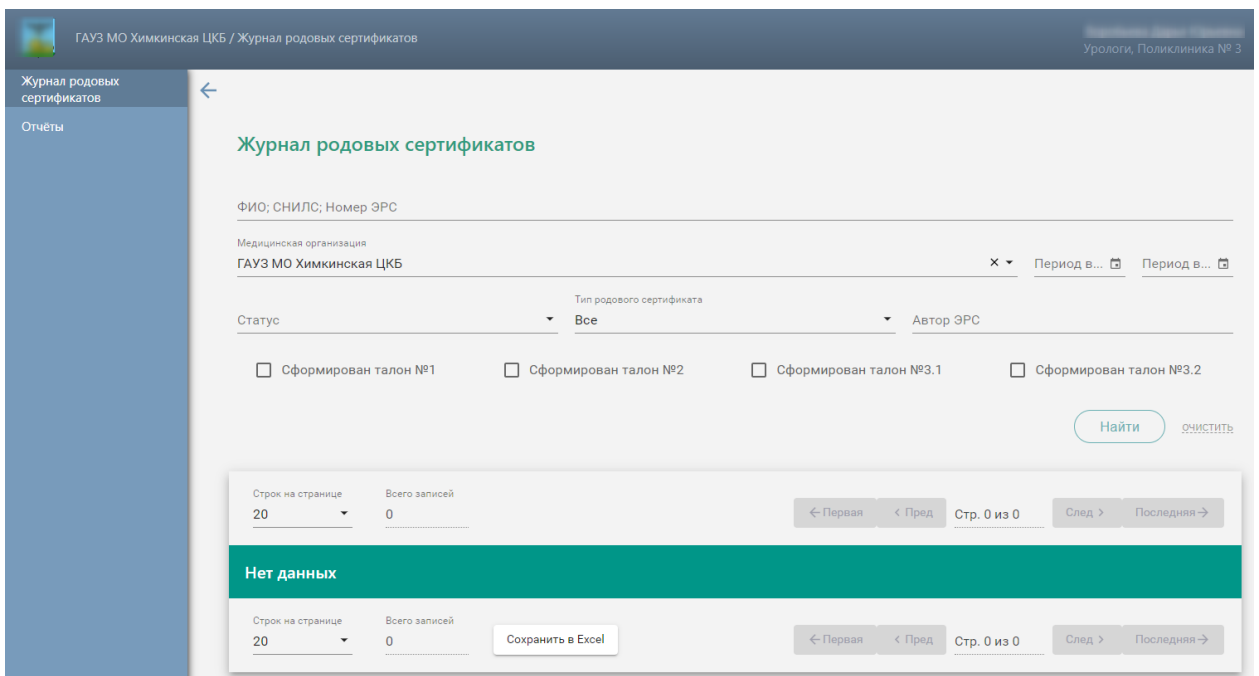 ГАУЗ МО Химкинская ЦКБ / Журнал родовых сертификатов
Урологи, Поликлиника № 3
Журнал родовых
сертификатов
Отчёты
Журнал родовых сертификатов
ФИО; СНИЛС; Номер ЭРС
Медицинская организация
ГАУЗ МО Химкинская ЦКБ
Период в... Период в...
Тип родового сертификата
Статус Все Автор ЭРС
Сформирован талон №1 Сформирован талон №2 Сформирован талон №3.1 Сформирован талон №3.2
Найти очистить
Строк на странице Всего записей
20 0 Первая Пред Стр. 0 из 0 След Последняя
Нет данных
Строк на странице Всего записей
20 0 Сохранить в Excel Первая Пред Стр. 0 из 0 След Последняя